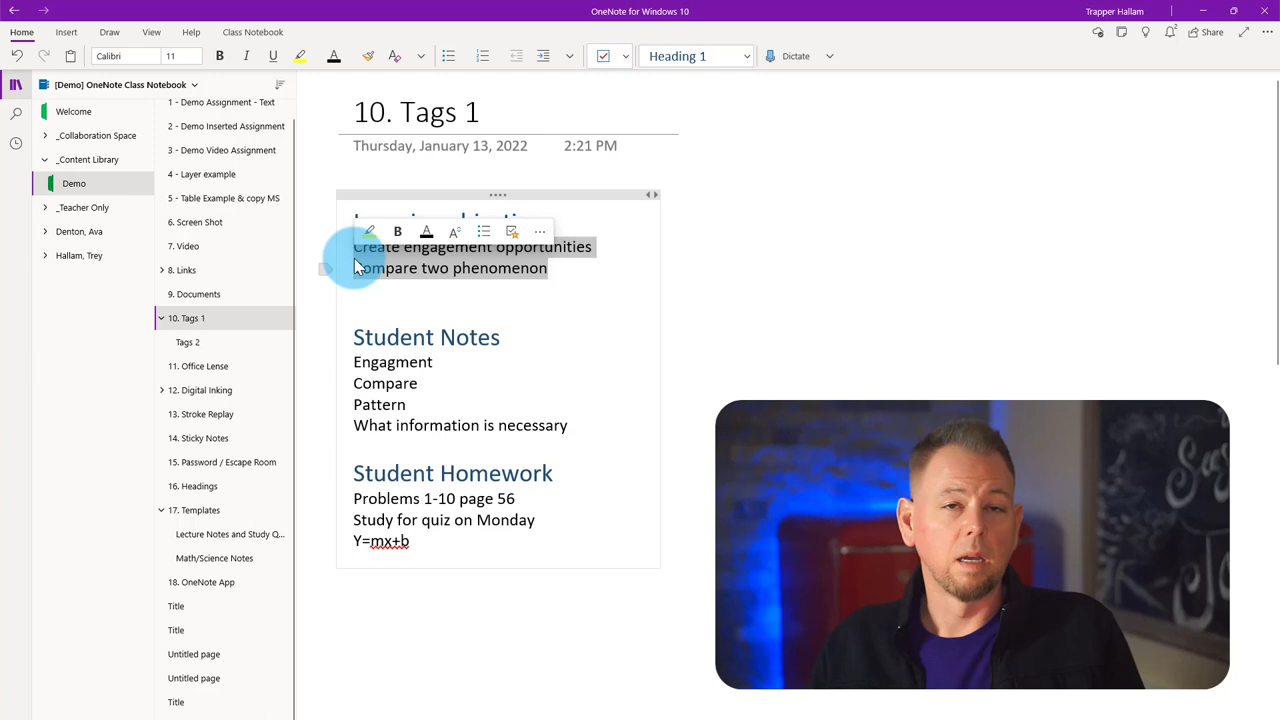 OneNote for Windows 10
Trapper Hallam
Home Insert Draw View Help Class Notebook
Share
Calibri 11 B I U A A Heading 1 Dictate
[Demo] OneNote Class Notebook
Welcome
_Collaboration Space
_Content Library
Demo
_Teacher Only
Denton, Ava
Hallam, Trey
1 - Demo Assignment - Text
2 - Demo Inserted Assignment
3 - Demo Video Assignment
4 - Layer example
5 - Table Example & copy MS
6. Screen Shot
7. Video
8. Links
9. Documents
10. Tags 1
Tags 2
11. Office Lense
12. Digital Inking
13. Stroke Replay
14. Sticky Notes
15. Password / Escape Room
16. Headings
17. Templates
Lecture Notes and Study Q...
Math/Science Notes
18. OneNote App
Title
Title
Untitled page
Untitled page
Title
10. Tags 1
Thursday, January 13, 2022 2:21 PM
B A A
Create engagement opportunities
Compare two phenomenon
Student Notes
Engagment
Compare
Pattern
What information is necessary
Student Homework
Problems 1-10 page 56
Study for quiz on Monday
Y=mx+b